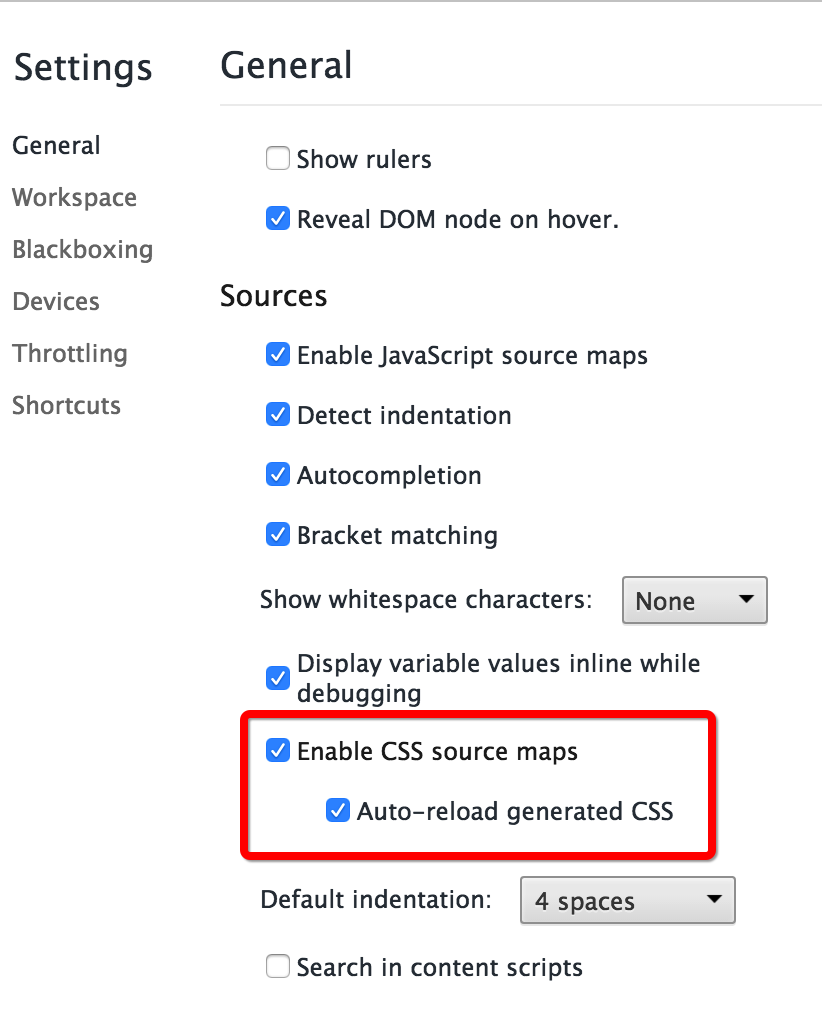 Settings
General
Workspace
Blackboxing
Devices
Throttling
Shortcuts
General
Show rulers
Reveal DOM node on hover.
Sources
Enable JavaScript source maps
Detect indentation
Autocompletion
Bracket matching
Show whitespace characters: None
Display variable values inline while
debugging
Enable CSS source maps
Auto-reload generated CSS
Default indentation: 4 spaces
Search in content scripts